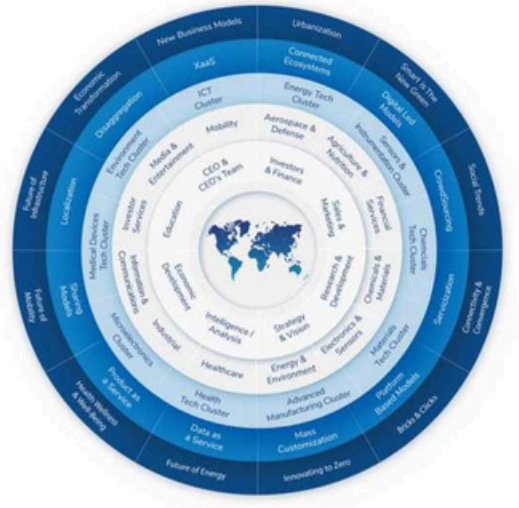 New Business Models
Urbanization
Smart is The
New Green
Social Trends
Connectivity &
Convergence
Bricks & Clicks
Innovating to Zero
Future of Energy
Health Wellness
& Well-Being
Future of
Mobility
Future of
Infrastructure
Economic
Transformation
XaaS
Connected
Ecosystems
Digital Led
Models
CrowdSourcing
Servicization
Platform
Based Models
Mass
Customization
Data as
a Service
Product as
a Service
Sharing
Models
Localization
Disaggregation
ICT
Cluster
Energy Tech
Cluster
Sensors &
Instrumentation Cluster
Chemicals
Tech Cluster
Materials
Tech Cluster
Advanced
Manufacturing Cluster
Health
Tech Cluster
Microelectronics
Cluster
Medical Devices
Tech Cluster
Environment
Tech Cluster
Mobility
Aerospace &
Defense
Agriculture &
Nutrition
Financial
Services
Chemicals &
Materials
Electronics &
Sensors
Energy &
Environment
Healthcare
Industrial
Information &
Communications
Investor
Services
Media &
Entertainment
CEO &
CEO's Team
Investors
& Finance
Sales &
Marketing
Research &
Development
Strategy
& Vision
Intelligence /
Analysis
Economic
Development
Education